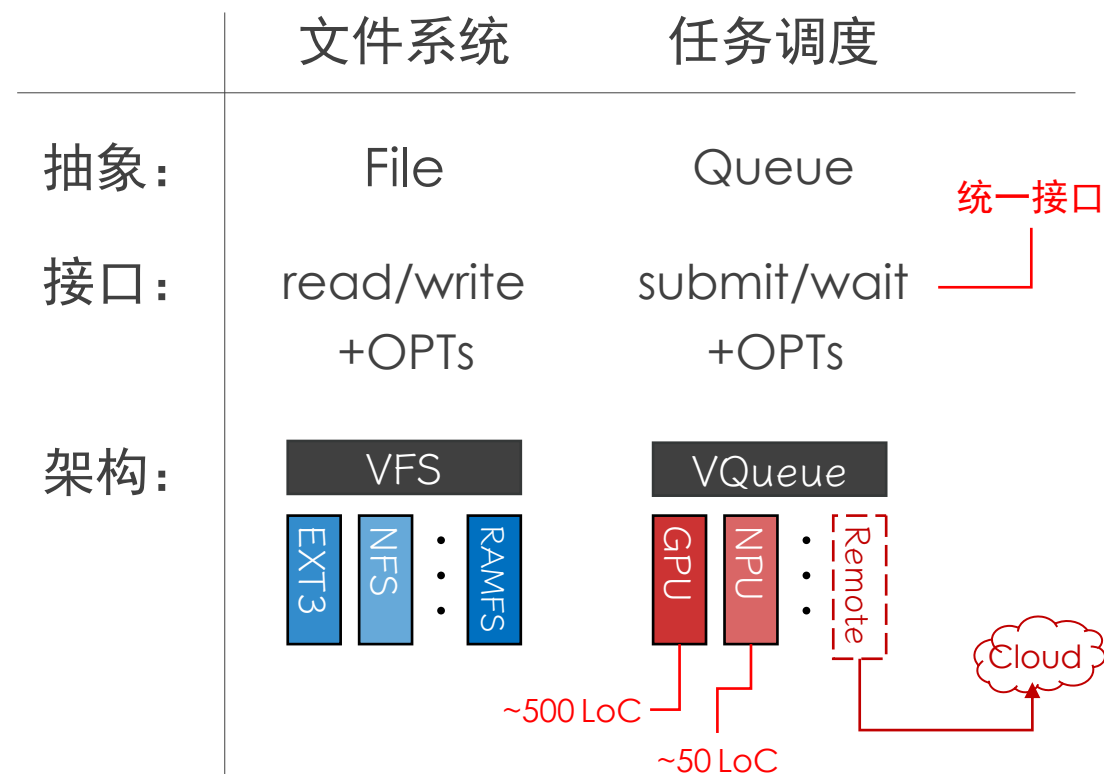 文件系统 任务调度
抽象： File Queue
统一接口
接口： read/write submit/wait
+OPTs +OPTs
架构： VFS VQueue
EXT3 NFS RAMFS GPU NPU Remote
Cloud
~500 LoC
~50 LoC